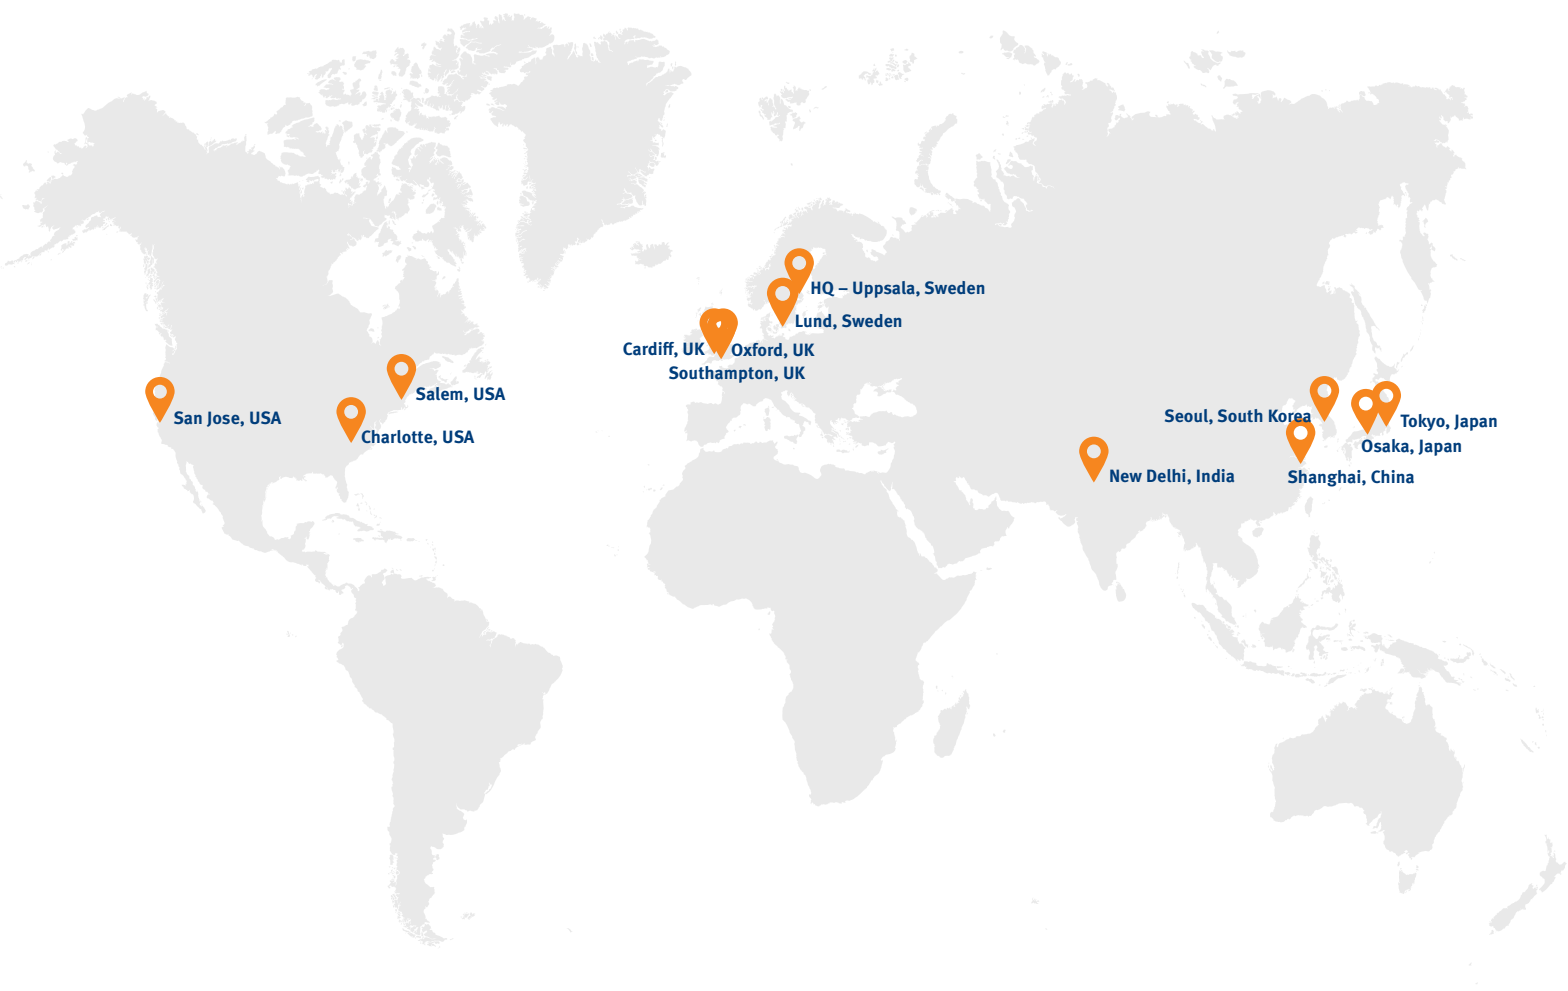 HQ – Uppsala, Sweden
Lund, Sweden
Cardiff, UK
Oxford, UK
Southampton, UK
Salem, USA
San Jose, USA
Charlotte, USA
Seoul, South Korea
Tokyo, Japan
Osaka, Japan
New Delhi, India
Shanghai, China